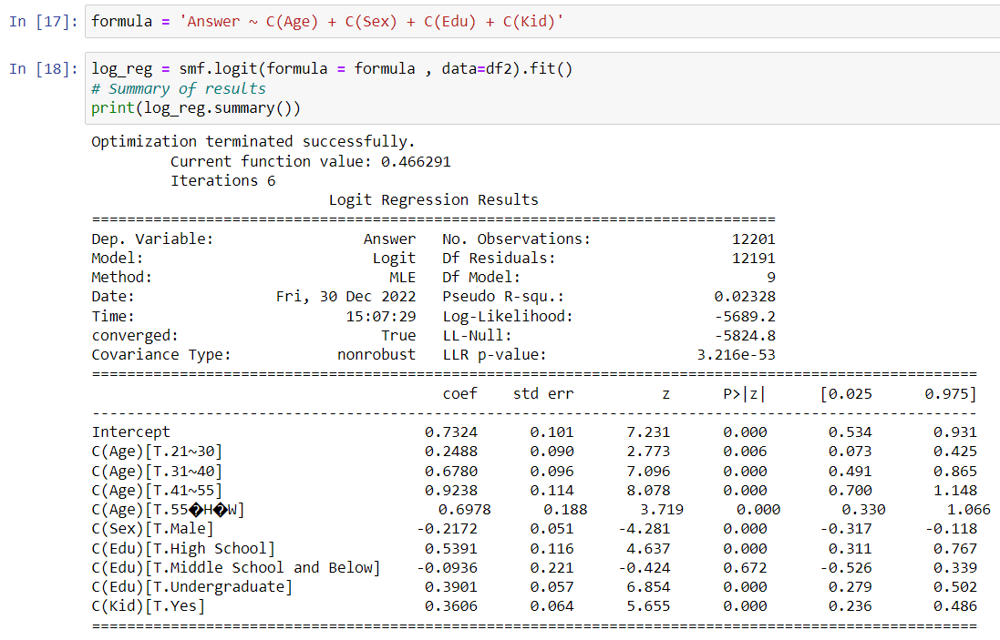 In [17]: formula = 'Answer ~ C(Age) + C(Sex) + C(Edu) + C(Kid)'
In [18]: log_reg = smf.logit(formula = formula , data=df2).fit()
# Summary of results
print(log_reg.summary())
Optimization terminated successfully.
         Current function value: 0.466291
         Iterations 6
                           Logit Regression Results
==============================================================================
Dep. Variable:                 Answer   No. Observations:                12201
Model:                          Logit   Df Residuals:                    12191
Method:                           MLE   Df Model:                            9
Date:                Fri, 30 Dec 2022   Pseudo R-squ.:                 0.02328
Time:                        15:07:29   Log-Likelihood:                -5689.2
converged:                       True   LL-Null:                       -5824.8
Covariance Type:            nonrobust   LLR p-value:                 3.216e-53
=====================================================================================================
                                        coef    std err          z      P>|z|      [0.025      0.975]
-----------------------------------------------------------------------------------------------------
Intercept                             0.7324      0.101      7.231      0.000       0.534       0.931
C(Age)[T.21~30]                       0.2488      0.090      2.773      0.006       0.073       0.425
C(Age)[T.31~40]                       0.6780      0.096      7.096      0.000       0.491       0.865
C(Age)[T.41~55]                       0.9238      0.114      8.078      0.000       0.700       1.148
C(Age)[T.55�H�W]                      0.6978      0.188      3.719      0.000       0.330       1.066
C(Sex)[T.Male]                       -0.2172      0.051     -4.281      0.000      -0.317      -0.118
C(Edu)[T.High School]                 0.5391      0.116      4.637      0.000       0.311       0.767
C(Edu)[T.Middle School and Below]    -0.0936      0.221     -0.424      0.672      -0.526       0.339
C(Edu)[T.Undergraduate]               0.3901      0.057      6.854      0.000       0.279       0.502
C(Kid)[T.Yes]                         0.3606      0.064      5.655      0.000       0.236       0.486
=====================================================================================================